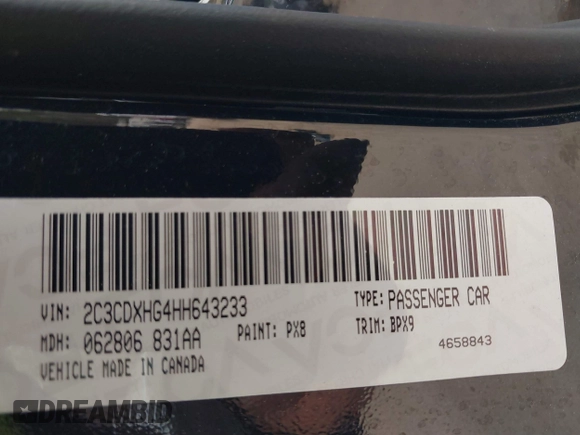 VIN: 2C3CDXHG4HH643233 TYPE: PASSENGER CAR
MDH: 062806 831AA PAINT: PX8 TRIM: BPX9
VEHICLE MADE IN CANADA 4658843
DREAMBID